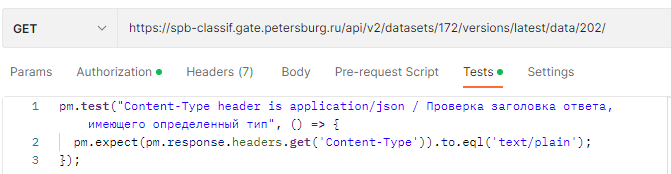 GET https://spb-classif.gate.petersburg.ru/api/v2/datasets/172/versions/latest/data/202/
Params Authorization Headers (7) Body Pre-request Script Tests Settings
1 pm.test("Content-Type header is application/json / Проверка заголовка ответа,
имеющего определенный тип", () => {
2 pm.expect(pm.response.headers.get('Content-Type')).to.eql('text/plain');
3 });